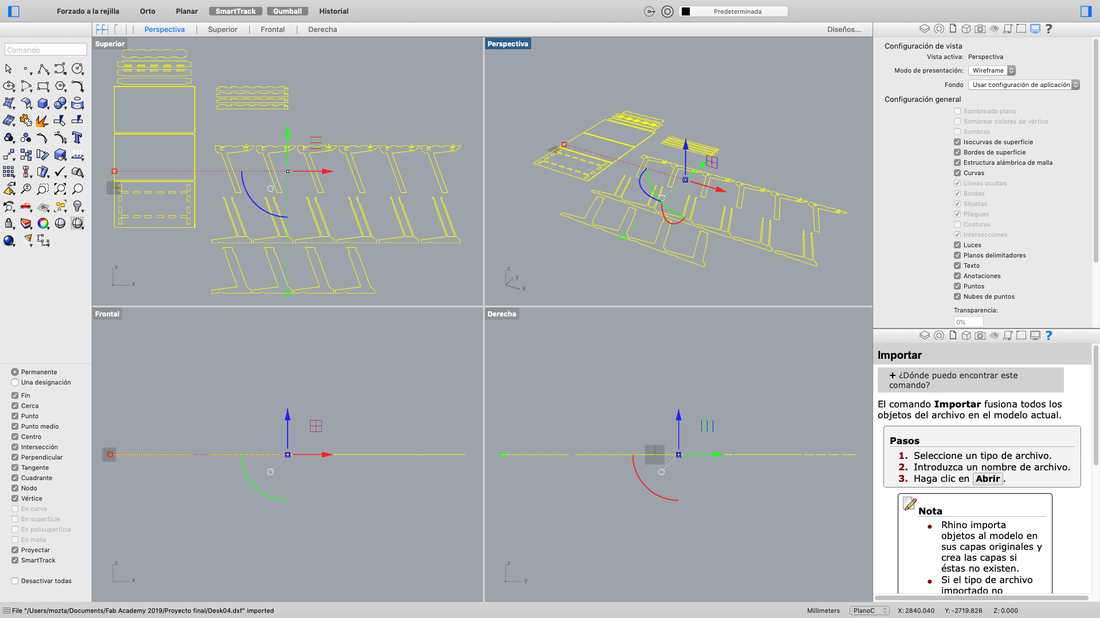 Forzado a la rejilla Orto Planar SmartTrack Gumball Historial Predeterminada
Perspectiva Superior Frontal Derecha Diseños...
Comando
Superior
Perspectiva
Frontal
Derecha
y
x
z
y
x
z
x
z
y
Permanente
Una designación
Fin
Cerca
Punto
Punto medio
Centro
Intersección
Perpendicular
Tangente
Cuadrante
Nodo
Vértice
En curva
En superficie
En polisuperficie
En malla
Proyectar
SmartTrack
Desactivar todas
Configuración de vista
Vista activa: Perspectiva
Modo de presentación: Wireframe
Fondo Usar configuración de aplicación
Configuración general
Sombreado plano
Sombrear colores de vértice
Sombras
Isocurvas de superficie
Bordes de superficie
Estructura alámbrica de malla
Curvas
Líneas ocultas
Bordes
Siluetas
Pliegues
Costuras
Intersecciones
Luces
Planos delimitadores
Texto
Anotaciones
Puntos
Nubes de puntos
Transparencia:
0%
Importar
+ ¿Dónde puedo encontrar este
comando?
El comando Importar fusiona todos los
objetos del archivo en el modelo actual.
Pasos
1. Seleccione un tipo de archivo.
2. Introduzca un nombre de archivo.
3. Haga clic en Abrir.
Nota
• Rhino importa
objetos al modelo en
sus capas originales y
crea las capas si
éstas no existen.
• Si el tipo de archivo
importado no
File "/Users/mozta/Documents/Fab Academy 2019/Proyecto final/Desk04.dxf" imported Millimeters PlanoC X: 2840.040 Y: -2719.828 Z: 0.000